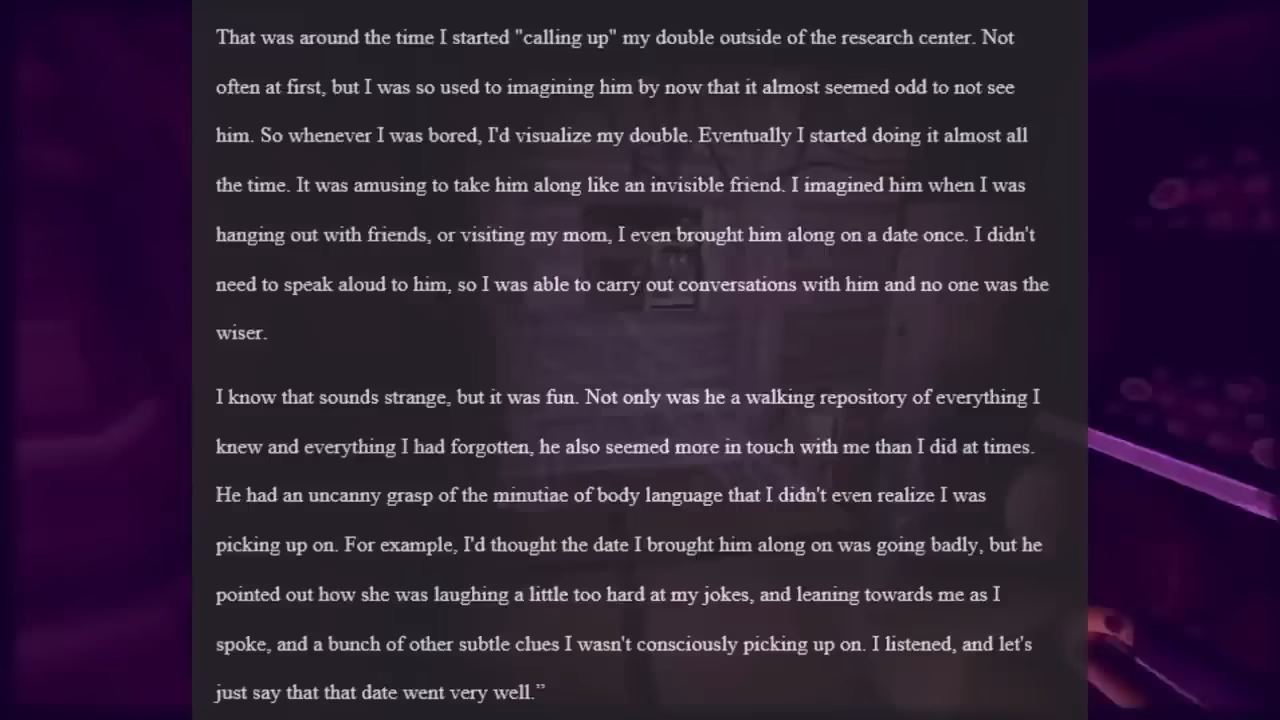 That was around the time I started "calling up" my double outside of the research center. Not
often at first, but I was so used to imagining him by now that it almost seemed odd to not see
him. So whenever I was bored, I'd visualize my double. Eventually I started doing it almost all
the time. It was amusing to take him along like an invisible friend. I imagined him when I was
hanging out with friends, or visiting my mom, I even brought him along on a date once. I didn't
need to speak aloud to him, so I was able to carry out conversations with him and no one was the
wiser.
I know that sounds strange, but it was fun. Not only was he a walking repository of everything I
knew and everything I had forgotten, he also seemed more in touch with me than I did at times.
He had an uncanny grasp of the minutiae of body language that I didn't even realize I was
picking up on. For example, I'd thought the date I brought him along on was going badly, but he
pointed out how she was laughing a little too hard at my jokes, and leaning towards me as I
spoke, and a bunch of other subtle clues I wasn't consciously picking up on. I listened, and let's
just say that that date went very well.”